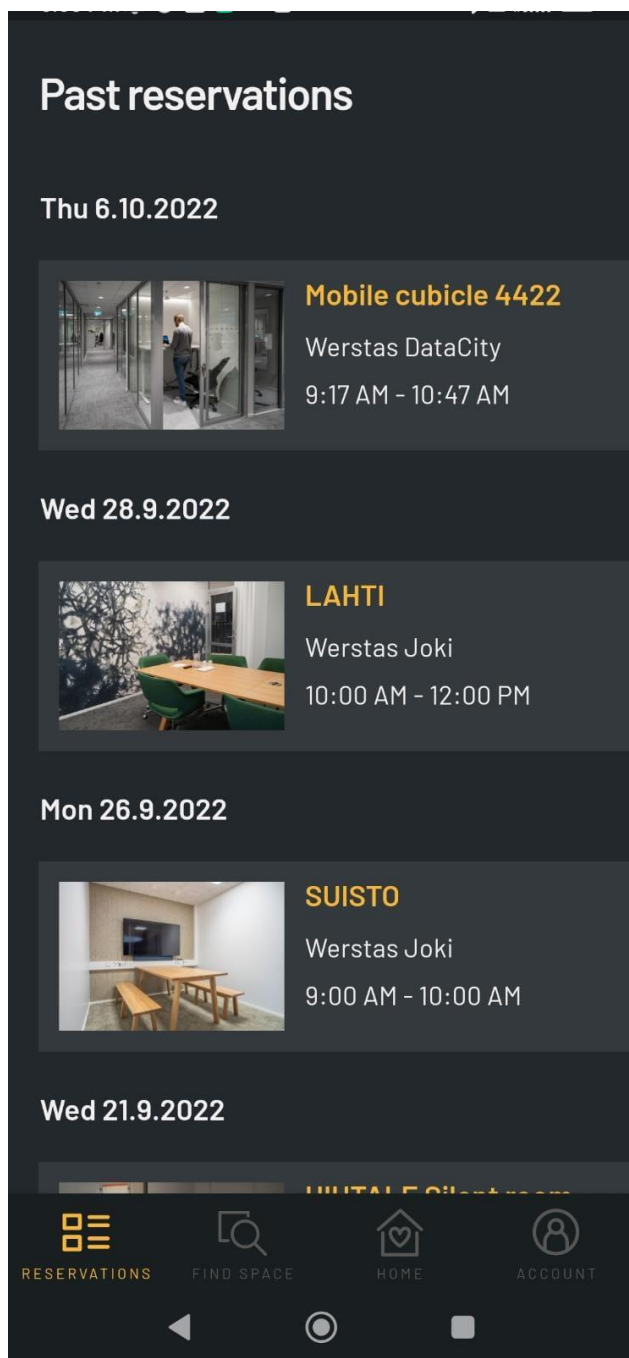 Past reservations
Thu 6.10.2022
Mobile cubicle 4422
Werstas DataCity
9:17 AM - 10:47 AM
Wed 28.9.2022
LAHTI
Werstas Joki
10:00 AM - 12:00 PM
Mon 26.9.2022
SUISTO
Werstas Joki
9:00 AM - 10:00 AM
Wed 21.9.2022
Silent room
RESERVATIONS FIND SPACE HOME ACCOUNT